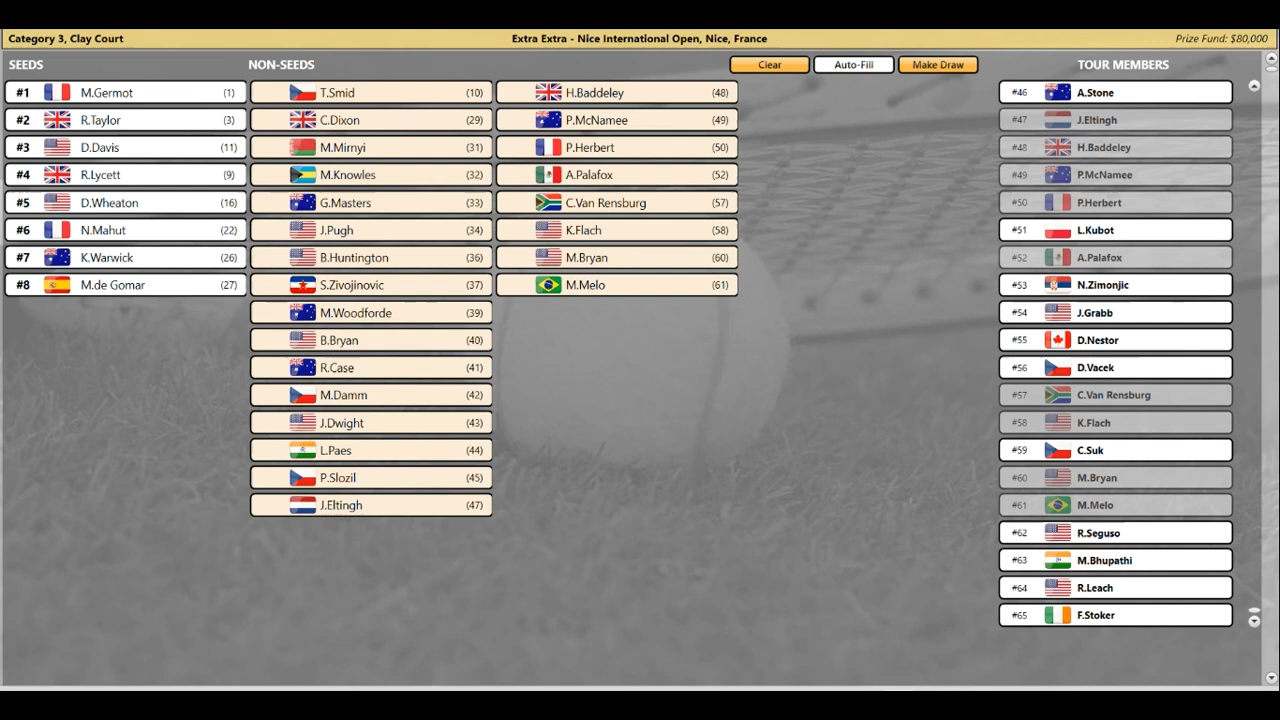 Category 3, Clay Court
Extra Extra - Nice International Open, Nice, France
Prize Fund: $80,000
SEEDS
NON-SEEDS
Clear
Auto-Fill
Make Draw
TOUR MEMBERS
#1 M.Germot (1)
#2 R.Taylor (3)
#3 D.Davis (11)
#4 R.Lycett (9)
#5 D.Wheaton (16)
#6 N.Mahut (22)
#7 K.Warwick (26)
#8 M.de Gomar (27)
T.Smid (10)
C.Dixon (29)
M.Mirnyi (31)
M.Knowles (32)
G.Masters (33)
J.Pugh (34)
B.Huntington (36)
S.Zivojinovic (37)
M.Woodforde (39)
B.Bryan (40)
R.Case (41)
M.Damm (42)
J.Dwight (43)
L.Paes (44)
P.Slozil (45)
J.Eltingh (47)
H.Baddeley (48)
P.McNamee (49)
P.Herbert (50)
A.Palafox (52)
C.Van Rensburg (57)
K.Flach (58)
M.Bryan (60)
M.Melo (61)
#46 A.Stone
#47 J.Eltingh
#48 H.Baddeley
#49 P.McNamee
#50 P.Herbert
#51 L.Kubot
#52 A.Palafox
#53 N.Zimonjic
#54 J.Grabb
#55 D.Nestor
#56 D.Vacek
#57 C.Van Rensburg
#58 K.Flach
#59 C.Suk
#60 M.Bryan
#61 M.Melo
#62 R.Seguso
#63 M.Bhupathi
#64 R.Leach
#65 F.Stoker